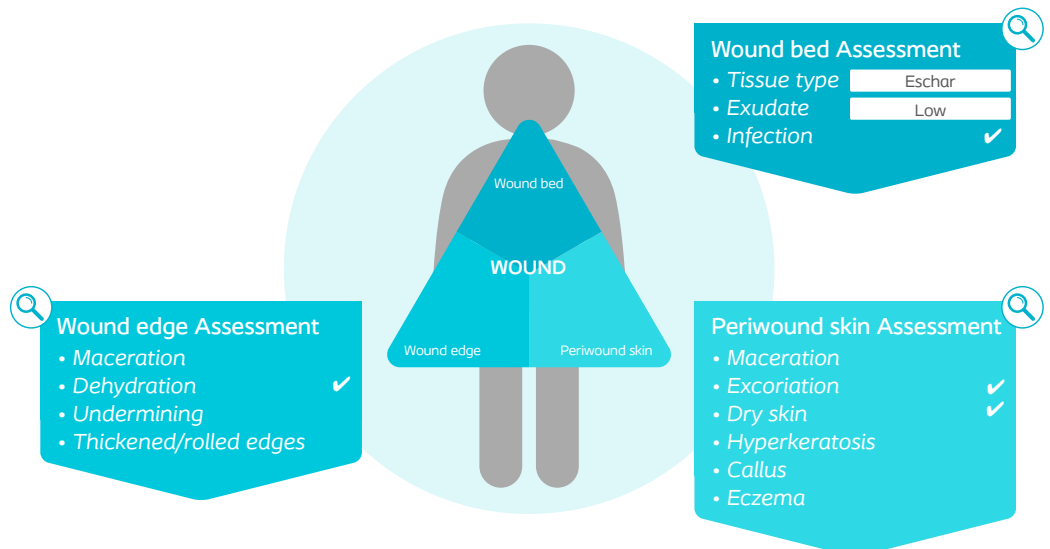 Wound bed Assessment
• Tissue type Eschar
• Exudate Low
• Infection ✔
Wound bed
WOUND
Wound edge
Periwound skin
Wound edge Assessment
• Maceration
• Dehydration ✔
• Undermining
• Thickened/rolled edges
Periwound skin Assessment
• Maceration
• Excoriation ✔
• Dry skin ✔
• Hyperkeratosis
• Callus
• Eczema